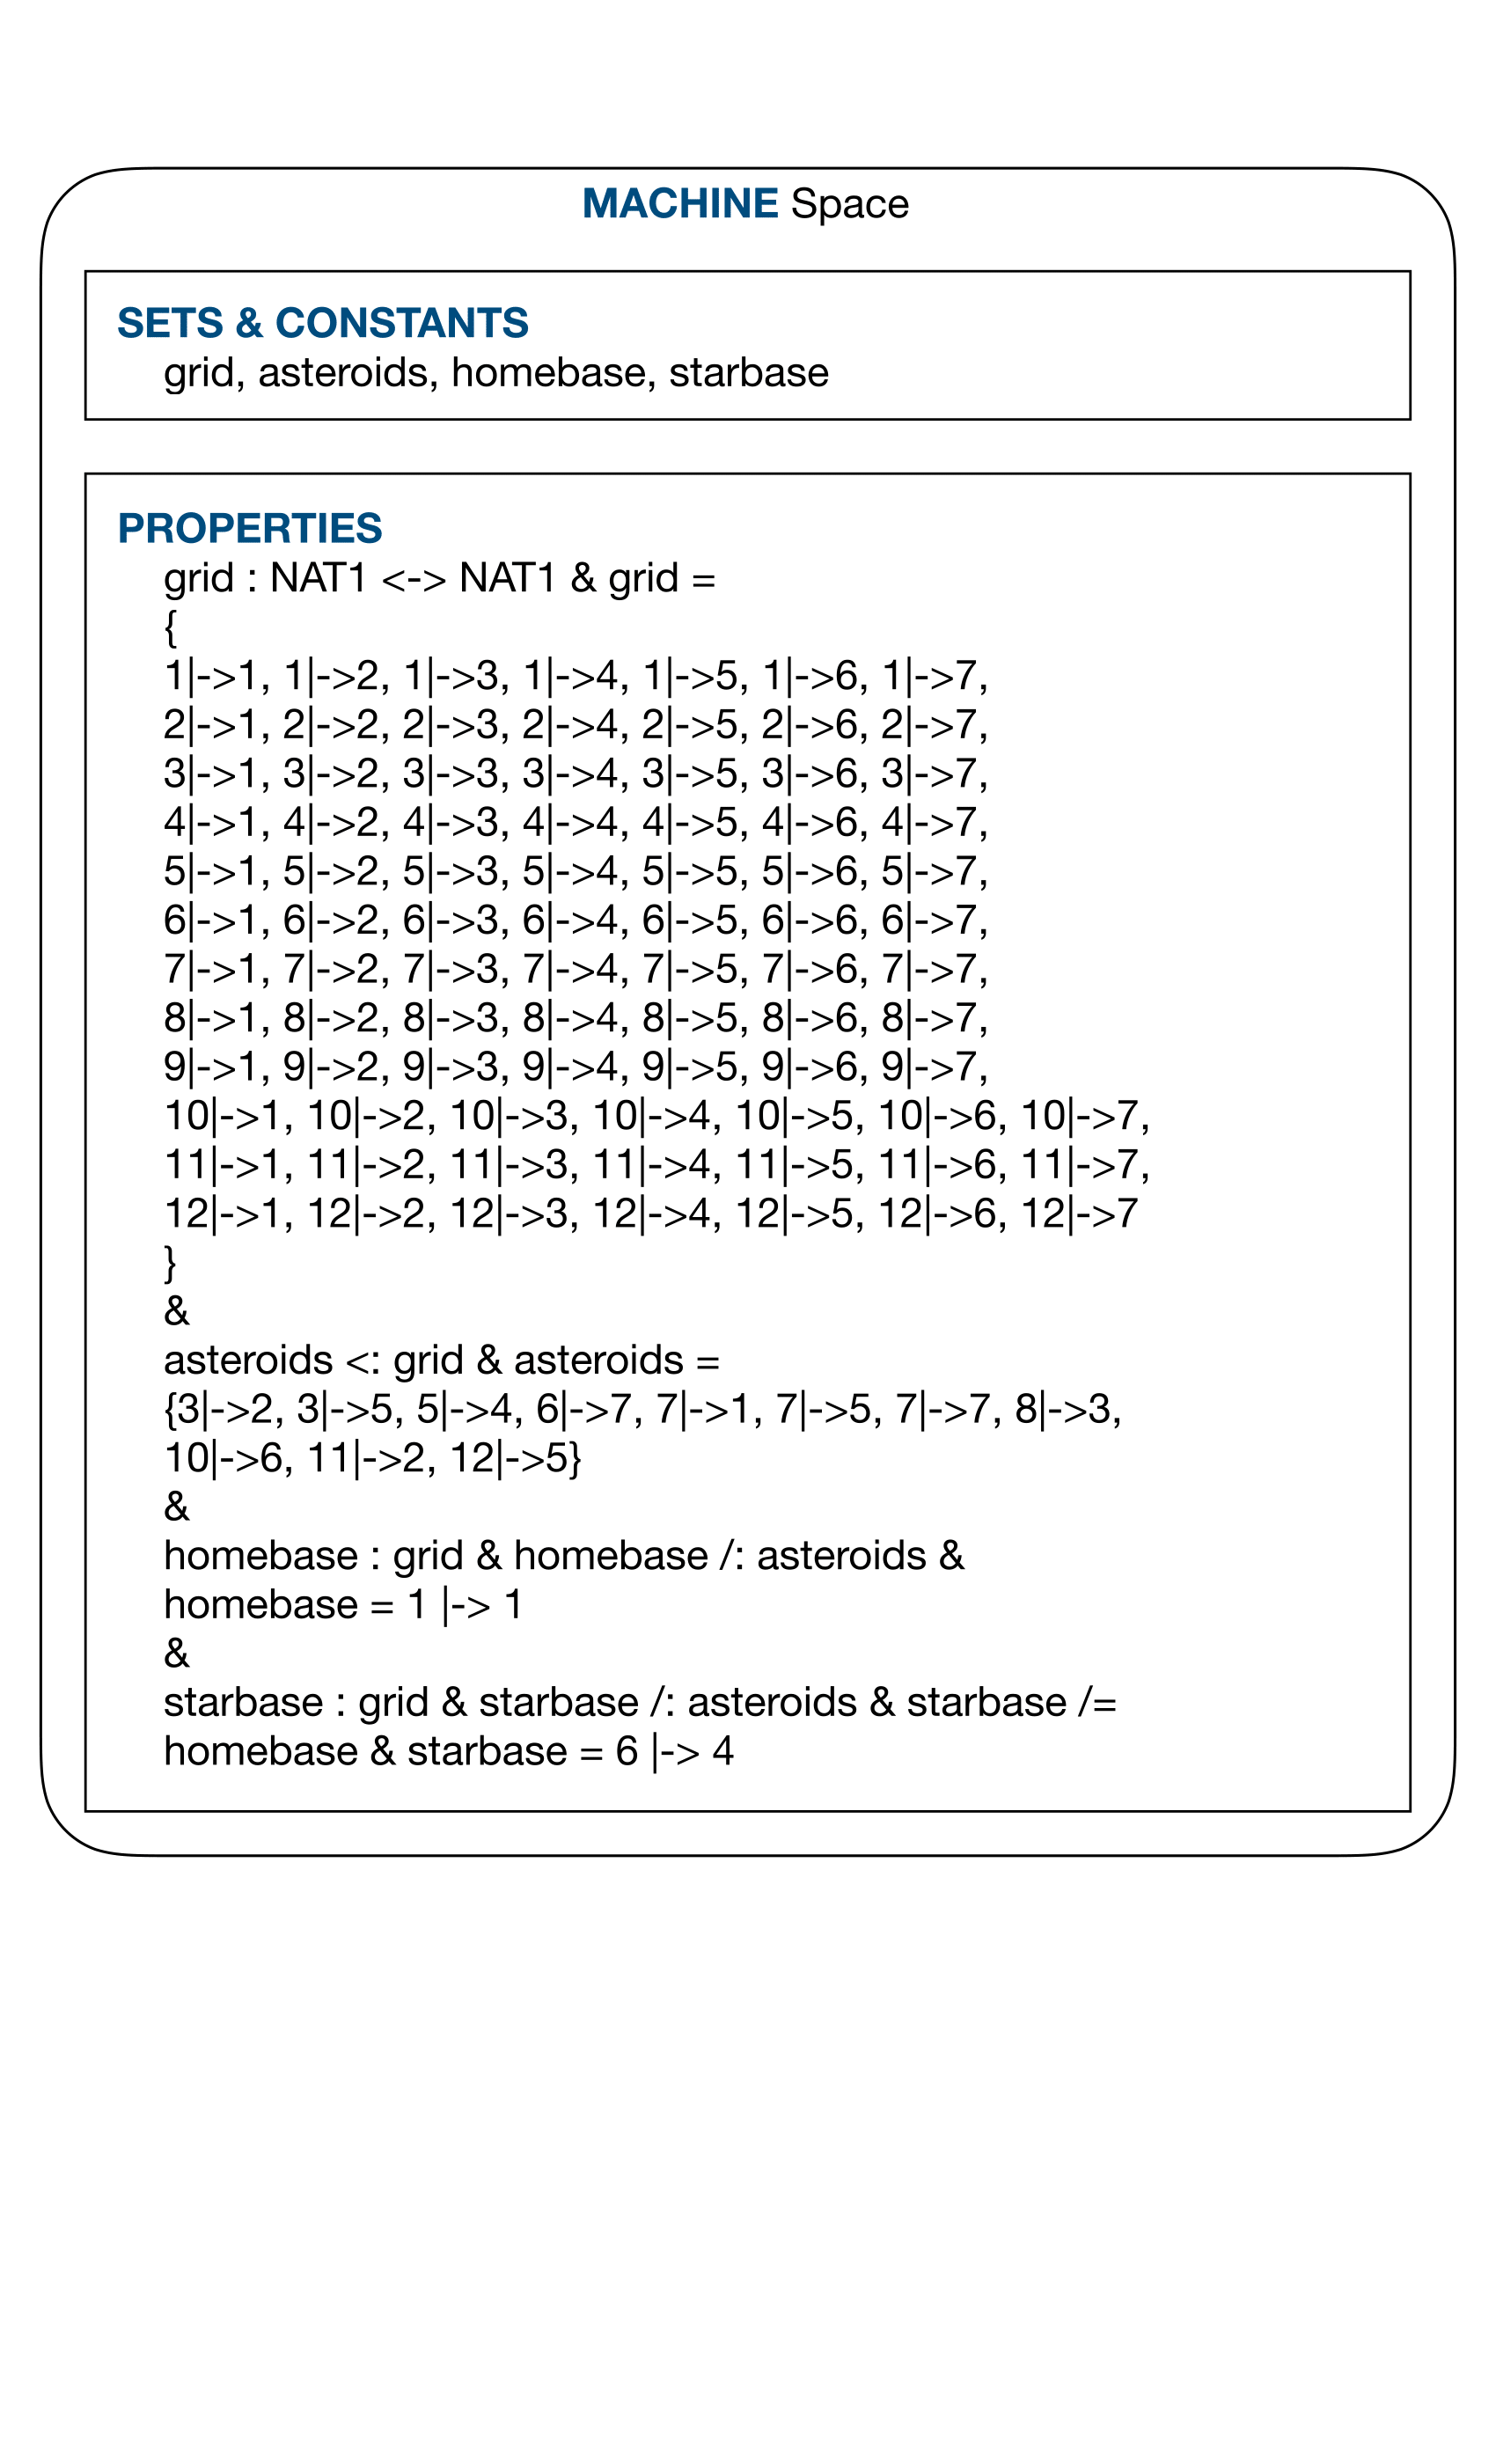 MACHINE Space
SETS & CONSTANTS
grid, asteroids, homebase, starbase
PROPERTIES
grid : NAT1 <-> NAT1 & grid =
{
1|->1, 1|->2, 1|->3, 1|->4, 1|->5, 1|->6, 1|->7,
2|->1, 2|->2, 2|->3, 2|->4, 2|->5, 2|->6, 2|->7,
3|->1, 3|->2, 3|->3, 3|->4, 3|->5, 3|->6, 3|->7,
4|->1, 4|->2, 4|->3, 4|->4, 4|->5, 4|->6, 4|->7,
5|->1, 5|->2, 5|->3, 5|->4, 5|->5, 5|->6, 5|->7,
6|->1, 6|->2, 6|->3, 6|->4, 6|->5, 6|->6, 6|->7,
7|->1, 7|->2, 7|->3, 7|->4, 7|->5, 7|->6, 7|->7,
8|->1, 8|->2, 8|->3, 8|->4, 8|->5, 8|->6, 8|->7,
9|->1, 9|->2, 9|->3, 9|->4, 9|->5, 9|->6, 9|->7,
10|->1, 10|->2, 10|->3, 10|->4, 10|->5, 10|->6, 10|->7,
11|->1, 11|->2, 11|->3, 11|->4, 11|->5, 11|->6, 11|->7,
12|->1, 12|->2, 12|->3, 12|->4, 12|->5, 12|->6, 12|->7
}
&
asteroids <: grid & asteroids =
{3|->2, 3|->5, 5|->4, 6|->7, 7|->1, 7|->5, 7|->7, 8|->3,
10|->6, 11|->2, 12|->5}
&
homebase : grid & homebase /: asteroids &
homebase = 1 |-> 1
&
starbase : grid & starbase /: asteroids & starbase /=
homebase & starbase = 6 |-> 4